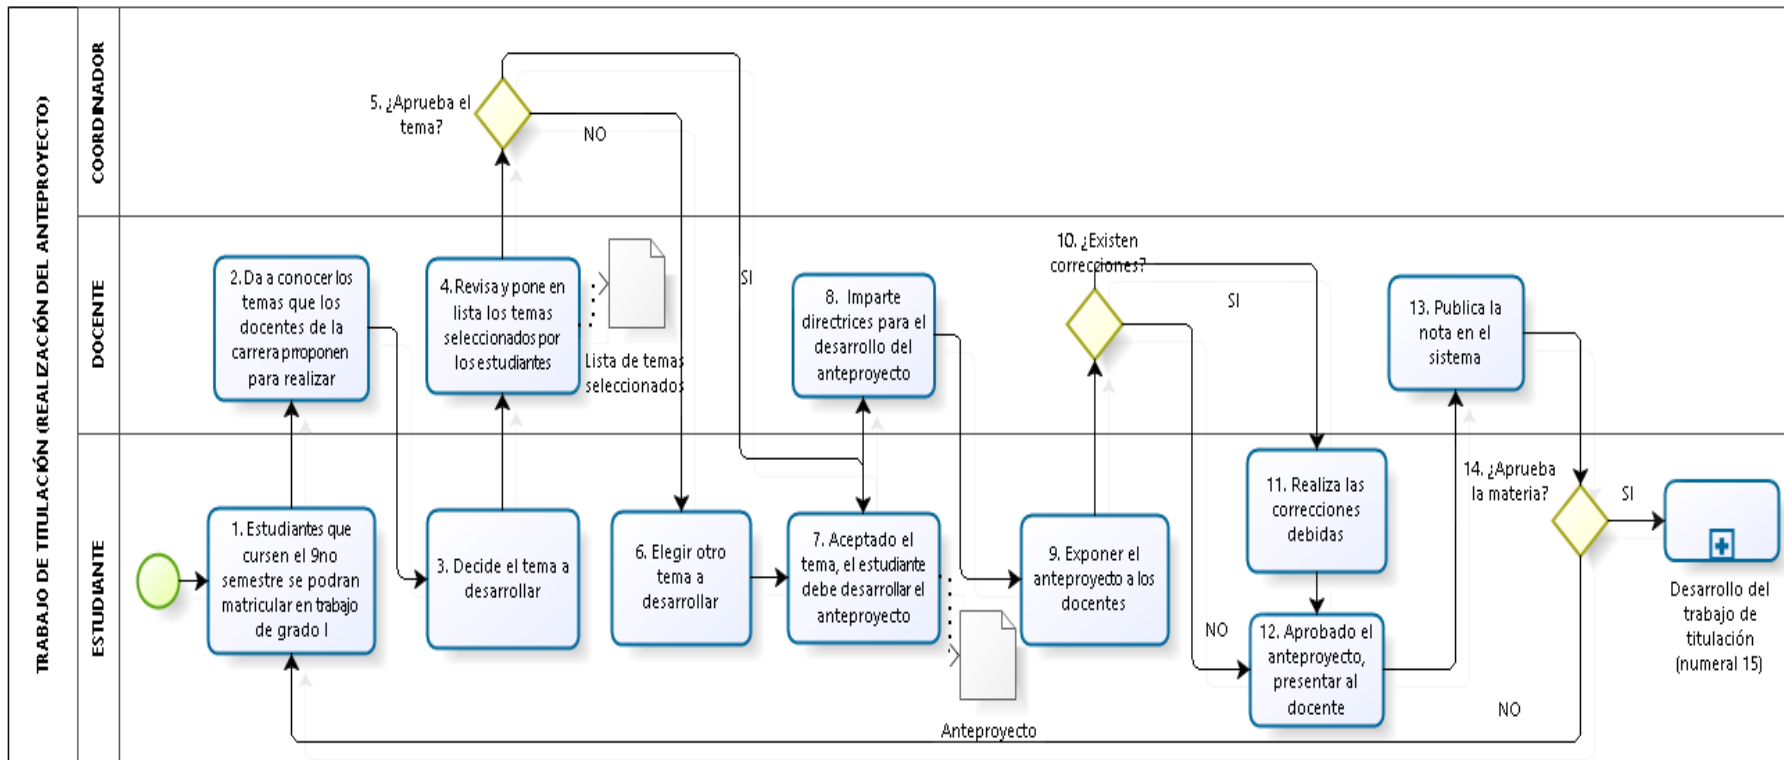 TRABAJO DE TITULACIÓN (REALIZACIÓN DEL ANTEPROYECTO)
COORDINADOR
5. ¿Aprueba el
tema?
NO
SI
DOCENTE
2. Da a conocer los
temas que los
docentes de la
carrera prroponen
para realizar
4. Revisa y pone en
lista los temas
seleccionados por
los estudiantes
Lista de temas
seleccionados
8. Imparte
directrices para el
desarrollo del
anteproyecto
10. ¿Existen
correcciones?
SI
NO
13. Publica la
nota en el
sistema
ESTUDIANTE
1. Estudiantes que
cursen el 9no
semestre se podran
matricular en trabajo
de grado I
3. Decide el tema a
desarrollar
6. Elegir otro
tema a
desarrollar
7. Aceptado el
tema, el estudiante
debe desarrollar el
anteproyecto
Anteproyecto
9. Exponer el
anteproyecto a los
docentes
11. Realiza las
correcciones
debidas
12. Aprobado el
anteproyecto,
presentar al
docente
14. ¿Aprueba
la materia?
SI
NO
Desarrollo del
trabajo de
titulación
(numeral 15)